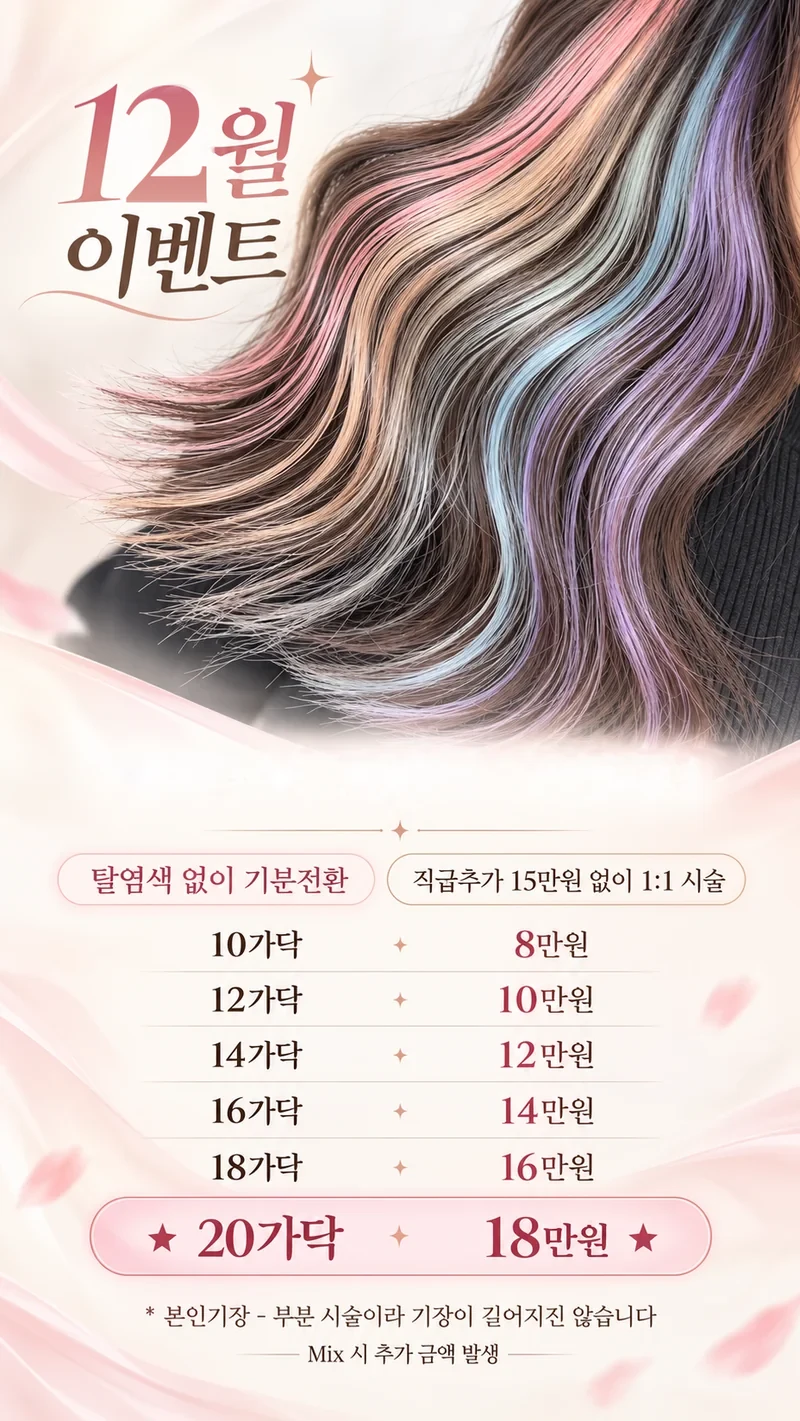 12월
이벤트
탈염색 없이 기분전환
직급추가 15만원 없이 1:1 시술
10가닥 8만원
12가닥 10만원
14가닥 12만원
16가닥 14만원
18가닥 16만원
★ 20가닥 18만원 ★
* 본인기장 - 부분 시술이라 기장이 길어지진 않습니다
Mix 시 추가 금액 발생